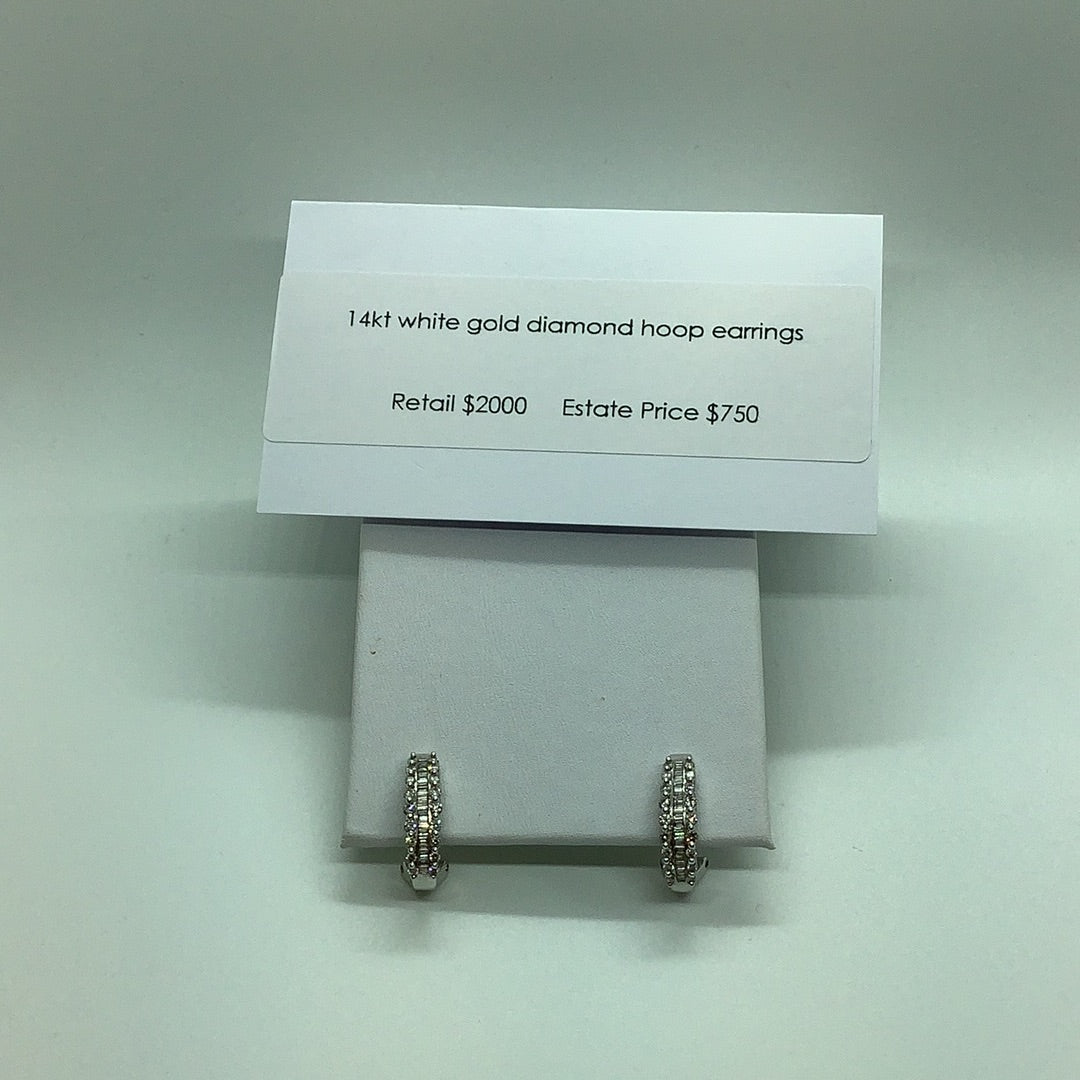 14kt white gold diamond hoop earrings
Retail $2000 Estate Price $750